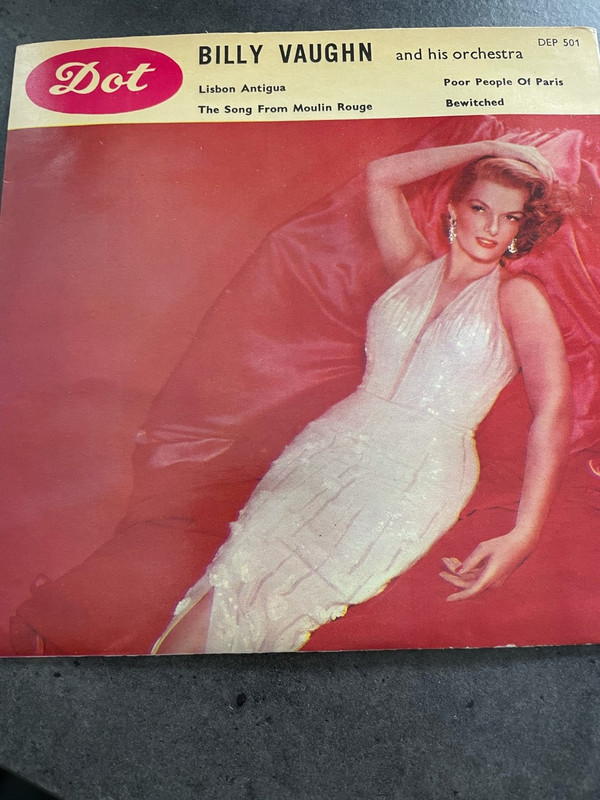 Dot
BILLY VAUGHN and his orchestra
DEP 501
Lisbon Antigua
Poor People Of Paris
The Song From Moulin Rouge
Bewitched